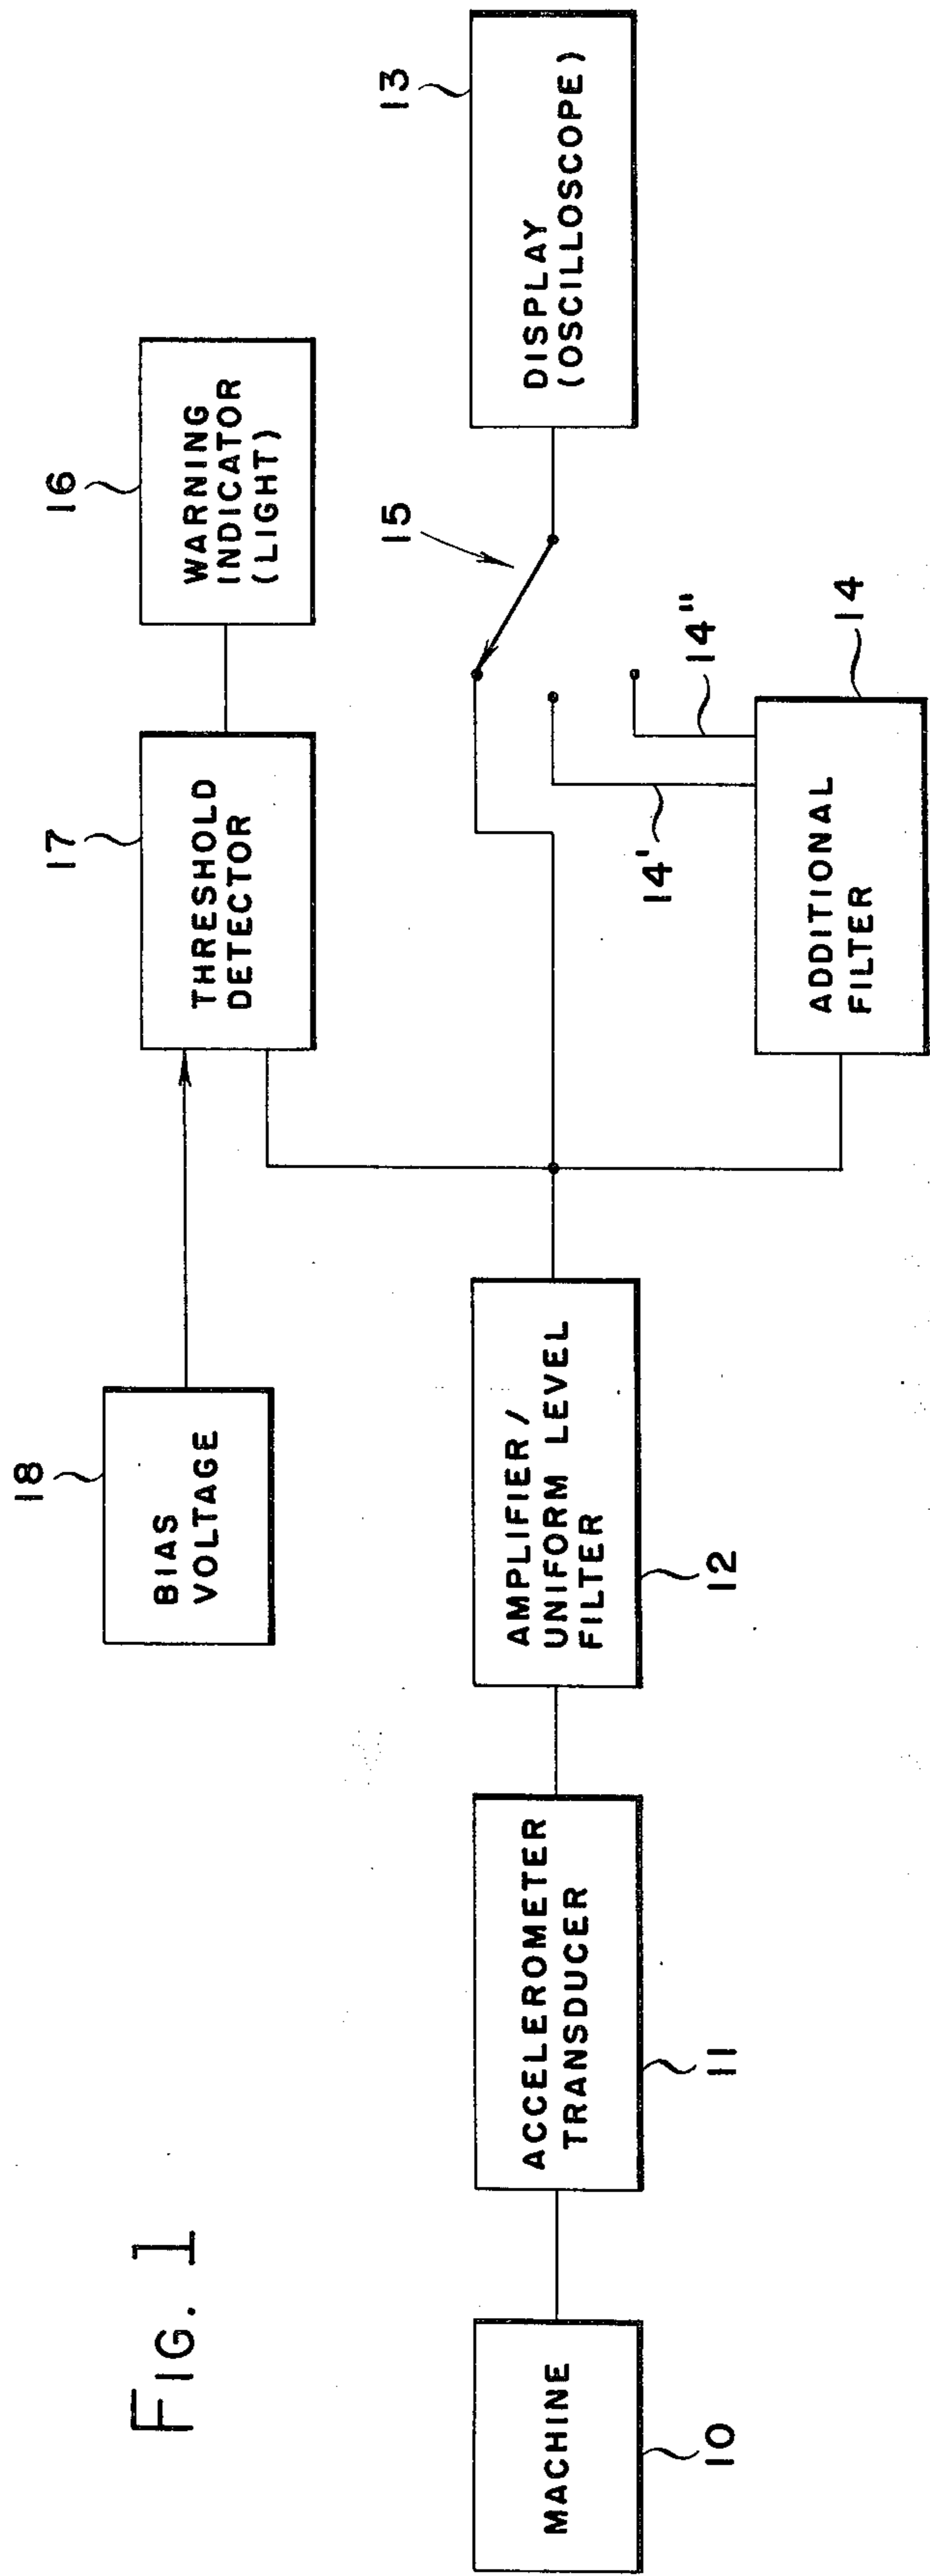 FIG. 1
MACHINE
10
ACCELEROMETER
TRANSDUCER
11
AMPLIFIER/
UNIFORM LEVEL
FILTER
12
18
BIAS
VOLTAGE
17
THRESHOLD
DETECTOR
16
WARNING
INDICATOR
(LIGHT)
15
14'
14"
14
ADDITIONAL
FILTER
13
DISPLAY
(OSCILLOSCOPE)